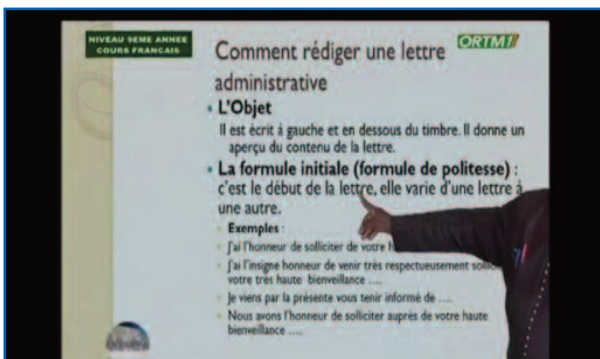 NIVEAU 9EME ANNEE
COURS FRANCAIS
ORTM1
Comment rédiger une lettre
administrative
• L'Objet
Il est écrit à gauche et en dessous du timbre. Il donne un
aperçu du contenu de la lettre.
• La formule initiale (formule de politesse) :
c'est le début de la lettre, elle varie d'une lettre à
une autre.
Exemples :
J'ai l'honneur de solliciter de votre
J'ai l'insigne honneur de venir très respectueusement
votre très haute bienveillance ....
Je viens par la présente vous tenir informé de ....
Nous avons l'honneur de solliciter auprès de votre haute
bienveillance ....